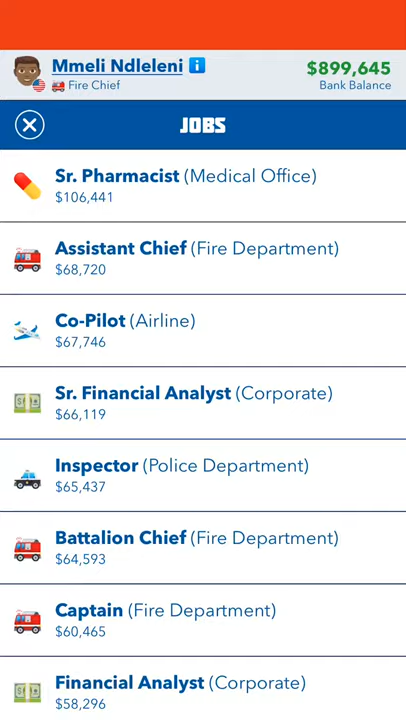 Mmeli Ndleleni
$899,645
Fire Chief
Bank Balance
JOBS
Sr. Pharmacist (Medical Office)
$106,441
Assistant Chief (Fire Department)
$68,720
Co-Pilot (Airline)
$67,746
Sr. Financial Analyst (Corporate)
$66,119
Inspector (Police Department)
$65,437
Battalion Chief (Fire Department)
$64,593
Captain (Fire Department)
$60,465
Financial Analyst (Corporate)
$58,296